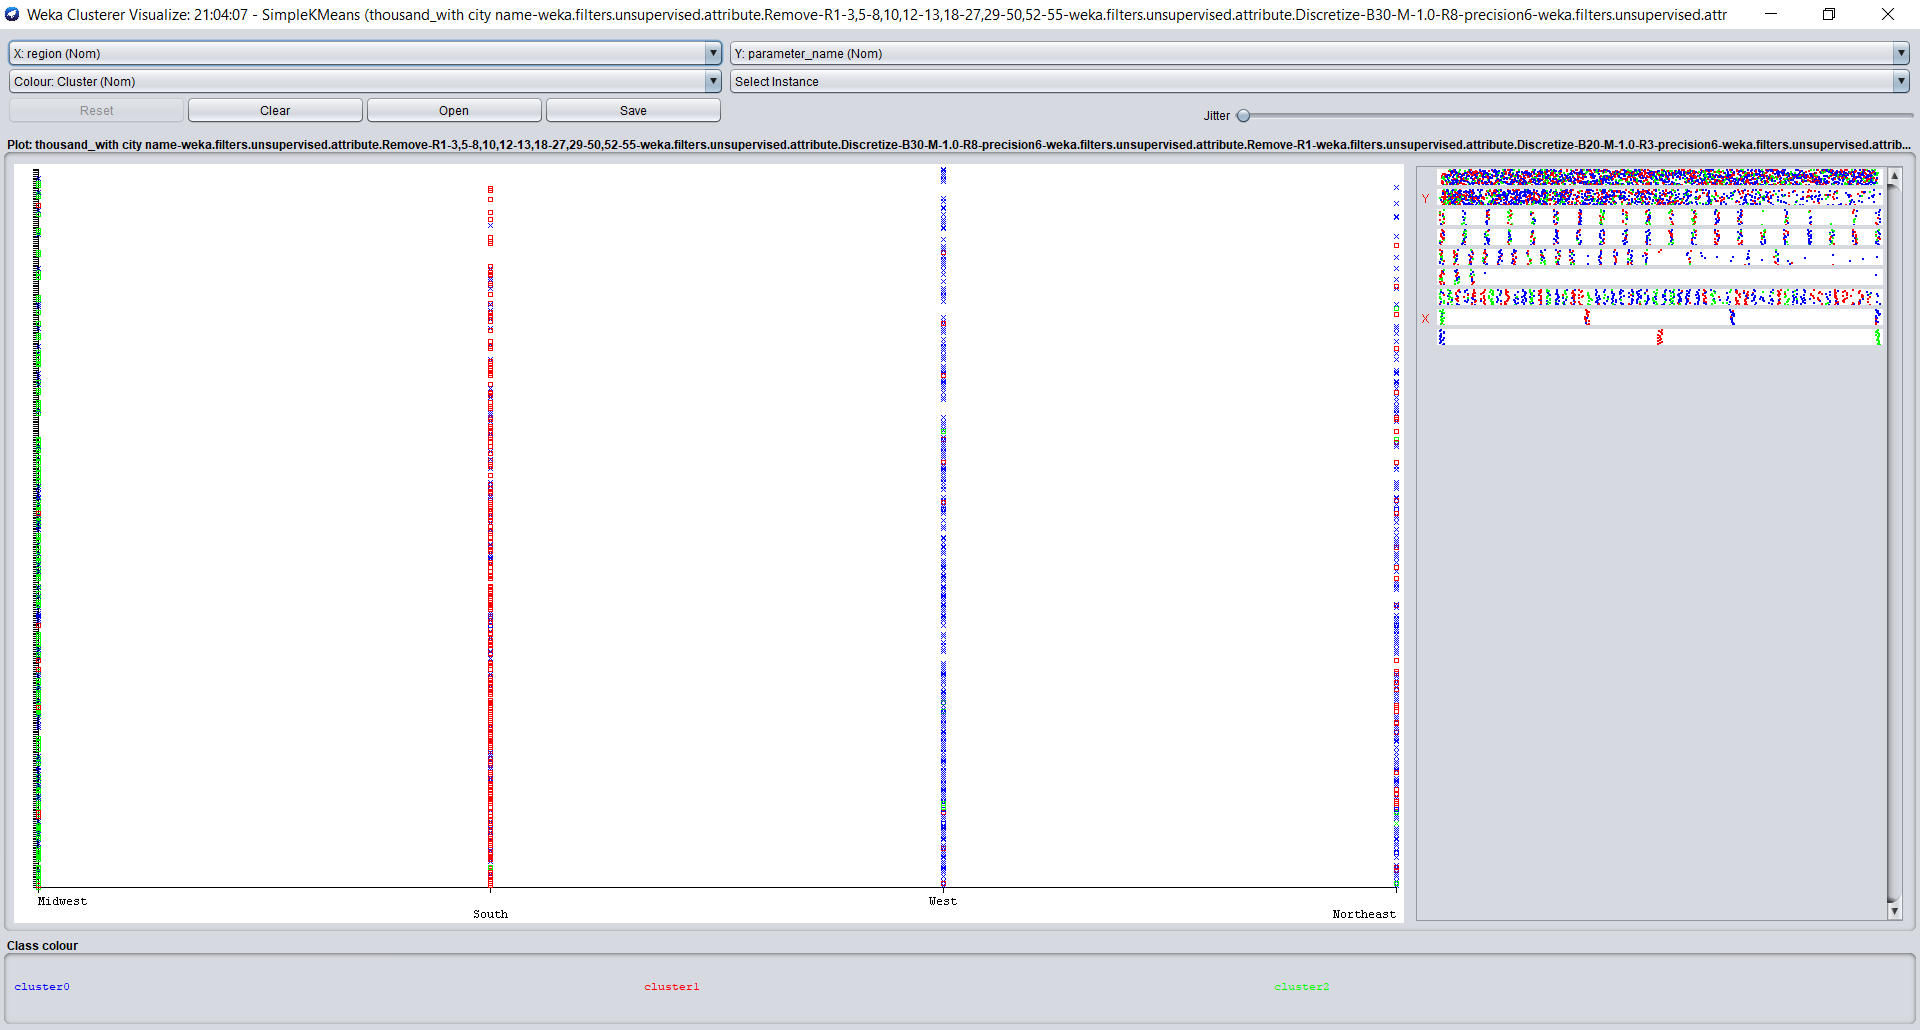 Weka Clusterer Visualize: 21:04:07 - SimpleKMeans (thousand_with city name-weka.filters.unsupervised.attribute.Remove-R1-3,5-8,10,12-13,18-27,29-50,52-55-weka.filters.unsupervised.attribute.Discretize-B30-M-1.0-R8-precision6-weka.filters.unsupervised.attr
X: region (Nom) Y: parameter_name (Nom)
Colour: Cluster (Nom) Select Instance
Reset Clear Open Save Jitter
Plot: thousand_with city name-weka.filters.unsupervised.attribute.Remove-R1-3,5-8,10,12-13,18-27,29-50,52-55-weka.filters.unsupervised.attribute.Discretize-B30-M-1.0-R8-precision6-weka.filters.unsupervised.attribute.Remove-R1-weka.filters.unsupervised.attribute.Discretize-B20-M-1.0-R3-precision6-weka.filters.unsupervised.attrib...
Y
X
Midwest South West Northeast
Class colour
cluster0 cluster1 cluster2